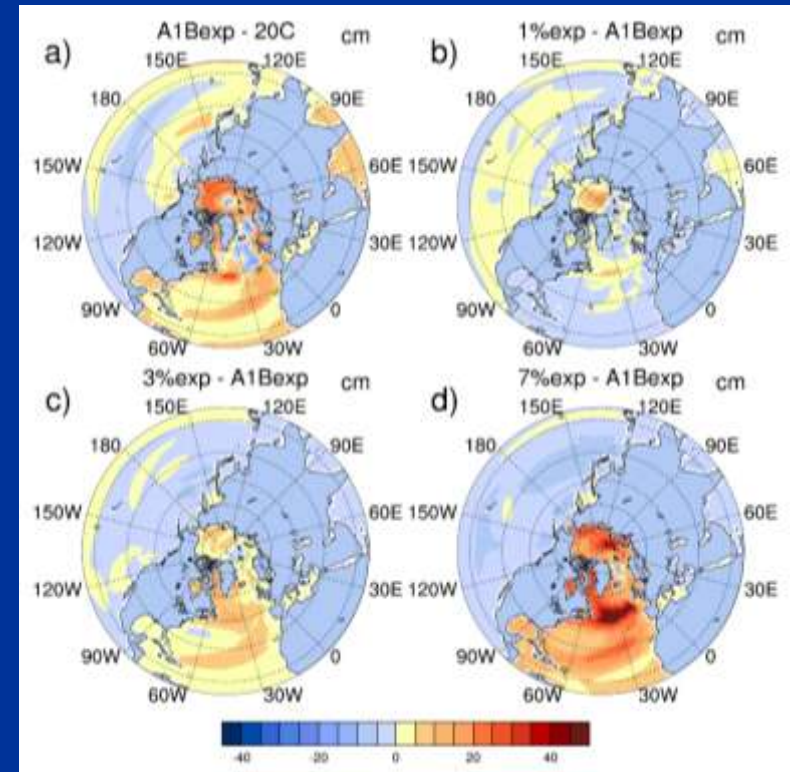 A1Bexp - 20C cm
a)
150E 120E
180 90E
150W 60E
120W 30E
90W 0
60W 30W
1%exp - A1Bexp cm
b)
150E 120E
180 90E
150W 60E
120W 30E
90W 0
60W 30W
3%exp - A1Bexp cm
c)
150E 120E
180 90E
150W 60E
120W 30E
90W 0
60W 30W
7%exp - A1Bexp cm
d)
150E 120E
180 90E
150W 60E
120W 30E
90W 0
60W 30W
-40 -20 0 20 40